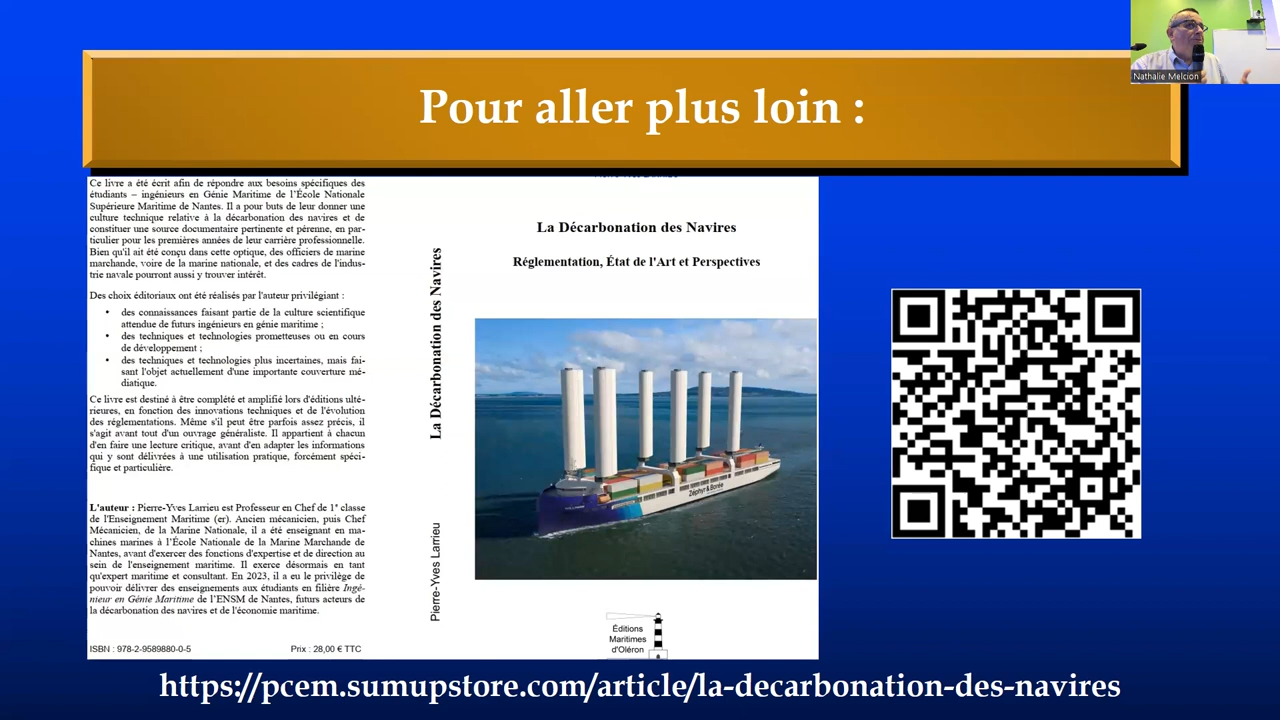 Nathalie Melcion
Pour aller plus loin :
Ce livre a été écrit afin de répondre aux besoins spécifiques des
étudiants – ingénieurs en Génie Maritime de l'École Nationale
Supérieure Maritime de Nantes. Il a pour buts de leur donner une
culture technique relative à la décarbonation des navires et de
constituer une source documentaire pertinente et pérenne, en par-
ticulier pour les premières années de leur carrière professionnelle.
Bien qu'il ait été conçu dans cette optique, des officiers de marine
marchande, voire de la marine nationale, et des cadres de l'indus-
trie navale pourront aussi y trouver intérêt.
Des choix éditoriaux ont été réalisés par l'auteur privilégiant :
• des connaissances faisant partie de la culture scientifique
attendue de futurs ingénieurs en génie maritime ;
• des techniques et technologies prometteuses ou en cours
de développement ;
• des techniques et technologies plus incertaines, mais fai-
sant l'objet actuellement d'une importante couverture mé-
diatique.
Ce livre est destiné à être complété et amplifié lors d'éditions ulté-
rieures, en fonction des innovations techniques et de l'évolution
des réglementations. Même s'il peut être parfois assez précis, il
s'agit avant tout d'un ouvrage généraliste. Il appartient à chacun
d'en faire une lecture critique, avant d'en adapter les informations
qui y sont délivrées à une utilisation pratique, forcément spéci-
fique et particulière.
L'auteur : Pierre-Yves Larrieu est Professeur en Chef de 1° classe
de l'Enseignement Maritime (er). Ancien mécanicien, puis Chef
Mécanicien, de la Marine Nationale, il a été enseignant en ma-
chines marines à l'École Nationale de la Marine Marchande de
Nantes, avant d'exercer des fonctions d'expertise et de direction au
sein de l'enseignement maritime. Il exerce désormais en tant
qu'expert maritime et consultant. En 2023, il a eu le privilège de
pouvoir délivrer des enseignements aux étudiants en filière Ingé-
nieur en Génie Maritime de l'ENSM de Nantes, futurs acteurs de
la décarbonation des navires et de l'économie maritime.
ISBN : 978-2-9589880-0-5 Prix : 28,00 € TTC
La Décarbonation des Navires
Pierre-Yves Larrieu
La Décarbonation des Navires
Réglementation, État de l'Art et Perspectives
Zéphyr & Borée
Éditions
Maritimes
d'Oléron
https://pcem.sumupstore.com/article/la-decarbonation-des-navires